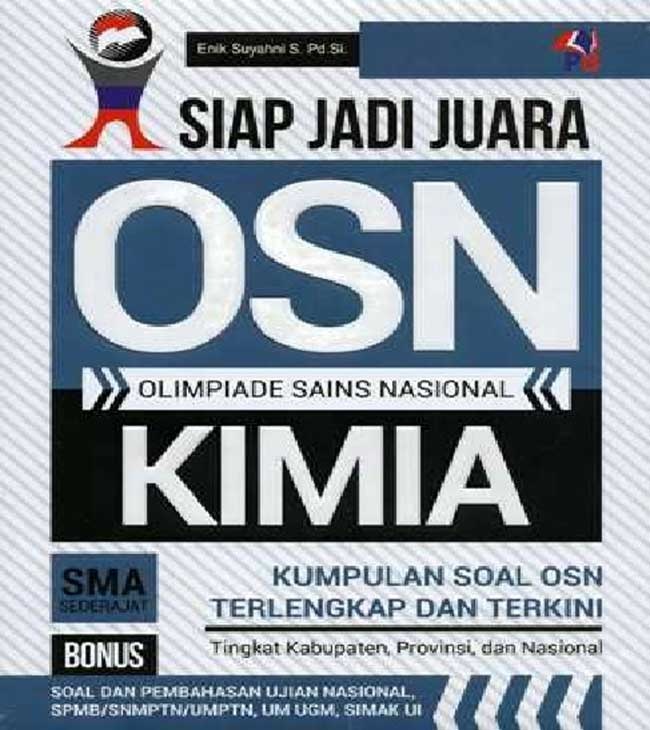 Enik Suyahni S. Pd.Si.
SIAP JADI JUARA
OSN
OLIMPIADE SAINS NASIONAL
KIMIA
SMA
SEDERAJAT
KUMPULAN SOAL OSN
TERLENGKAP DAN TERKINI
Tingkat Kabupaten, Provinsi, dan Nasional
BONUS
SOAL DAN PEMBAHASAN UJIAN NASIONAL,
SPMB/SNMPTN/UMPTN, UM UGM, SIMAK UI